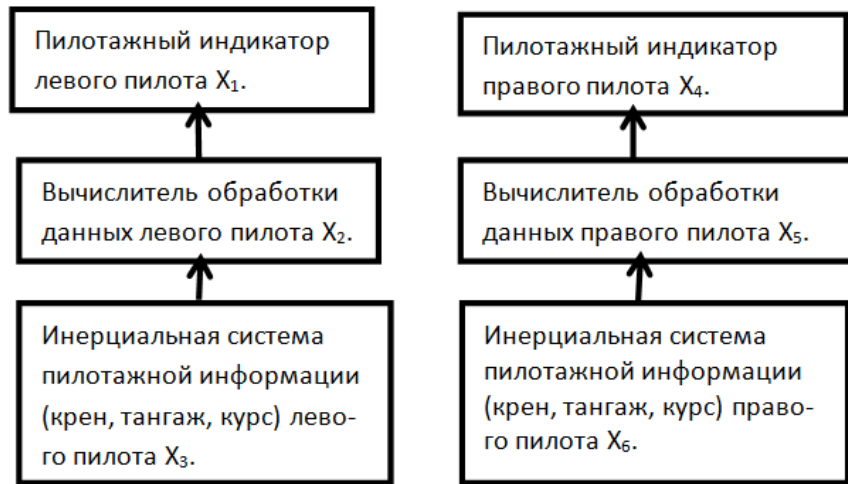 Пилотажный индикатор
левого пилота X₁.
Вычислитель обработки
данных левого пилота X₂.
Инерциальная система
пилотажной информации
(крен, тангаж, курс) лево-
го пилота X₃.
Пилотажный индикатор
правого пилота X₄.
Вычислитель обработки
данных правого пилота X₅.
Инерциальная система
пилотажной информации
(крен, тангаж, курс) право-
го пилота X₆.